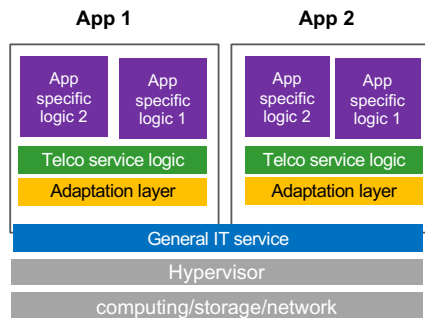 App 1
App 2
App
specific
logic 2
App
specific
logic 1
App
specific
logic 2
App
specific
logic 1
Telco service logic
Telco service logic
Adaptation layer
Adaptation layer
General IT service
Hypervisor
computing/storage/network